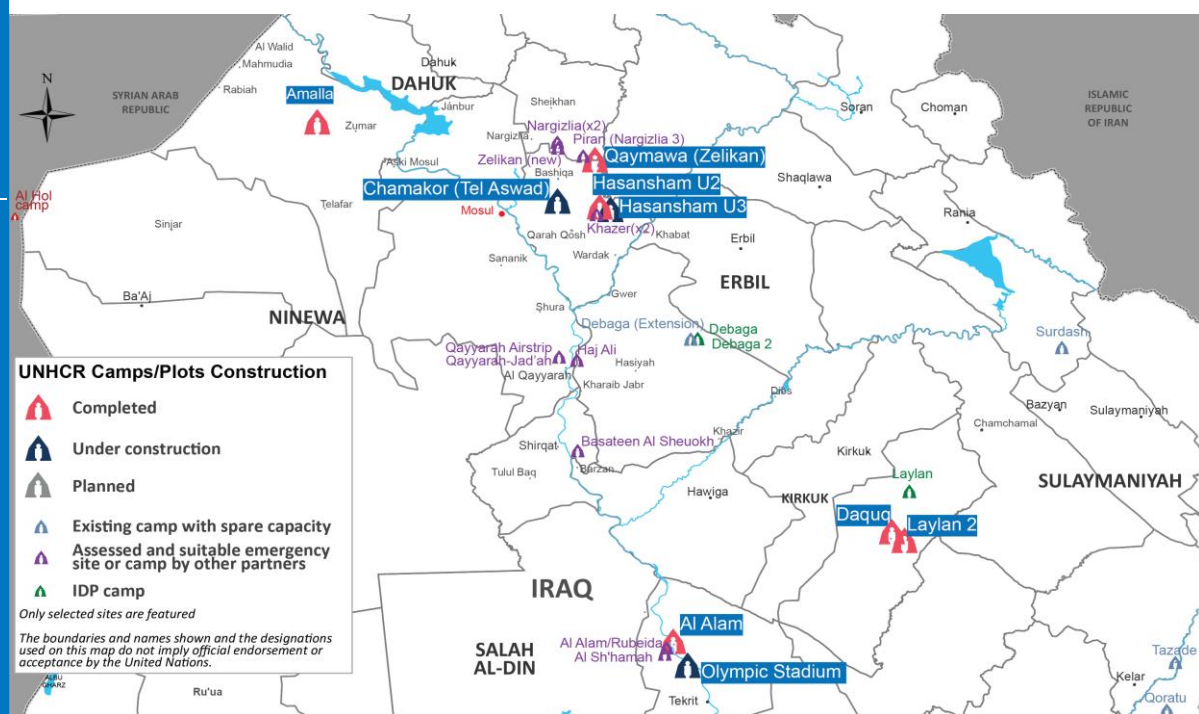 N
SYRIAN ARAB
REPUBLIC
Al Walid
Mahmudia
Rabiah
Amalla
Zumar
DAHUK
Dahuk
Jānbur
Sheikhan
Nargizlia
Nargizlia(x2)
Piran (Nargizlia 3)
Zelikan (new)
Qaymawa (Zelikan)
Bashiqa
Aski Mosul
Chamakor (Tel Aswad)
Hasansham U2
Hasansham U3
Khazer(x2)
Mosul
Telafar
Al Hol
camp
Sinjar
Qarah Qōsh
Khabat
Sananik
Wardak
Erbil
ERBIL
Soran
Choman
Shaqlawa
Rania
ISLAMIC
REPUBLIC
OF IRAN
Ba'Aj
NINEWA
Shura
Gwer
Debaga (Extension)
Debaga
Debaga 2
Surdash
Qayyarah Airstrip
Qayyarah-Jad'ah
Haj Ali
Al Qayyarah
Hasiyah
Kharaib Jabr
Dibs
Bazyan
Sulaymaniyah
Chamchamal
Shirqat
Basateen Al Sheuokh
Khazir
Tulul Baq
Barzan
Kirkuk
Hawiga
KIRKUK
Laylan
SULAYMANIYAH
Daquq
Laylan 2
IRAQ
SALAH
AL-DIN
Al Alam
Al Alam/Rubeida
Al Sh'hamah
Olympic Stadium
Tekrit
Tazade
Kelar
Qoratu
UNHCR Camps/Plots Construction
Completed
Under construction
Planned
Existing camp with spare capacity
Assessed and suitable emergency
site or camp by other partners
IDP camp
Only selected sites are featured
The boundaries and names shown and the designations
used on this map do not imply official endorsement or
acceptance by the United Nations.
GHARZ
Ru'ua